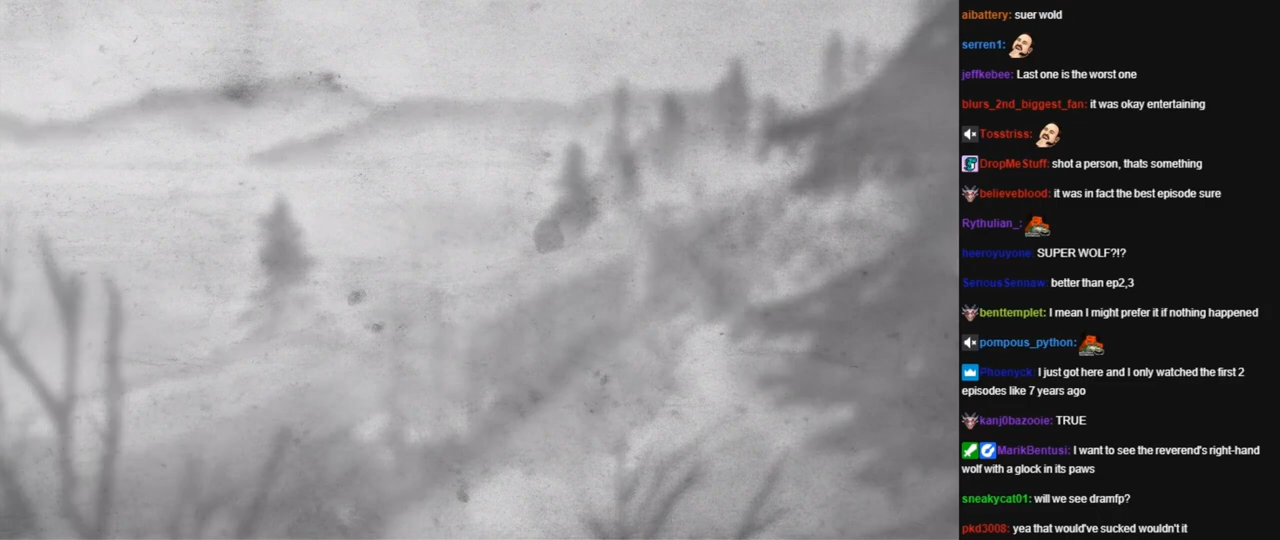 aibattery: suer wold
serren1:
jeffkebee: Last one is the worst one
blurs_2nd_biggest_fan: it was okay entertaining
Tosstriss:
DropMeStuff: shot a person, thats something
believeblood: it was in fact the best episode sure
Rythulian_:
heeroyuyone: SUPER WOLF?!?
SeriousSennaw: better than ep2,3
benttemplet: I mean I might prefer it if nothing happened
pompous_python:
Phoenyck: I just got here and I only watched the first 2
episodes like 7 years ago
kanj0bazooie: TRUE
MarikBentusi: I want to see the reverend's right-hand
wolf with a glock in its paws
sneakycat01: will we see dramfp?
pkd3008: yea that would've sucked wouldn't it